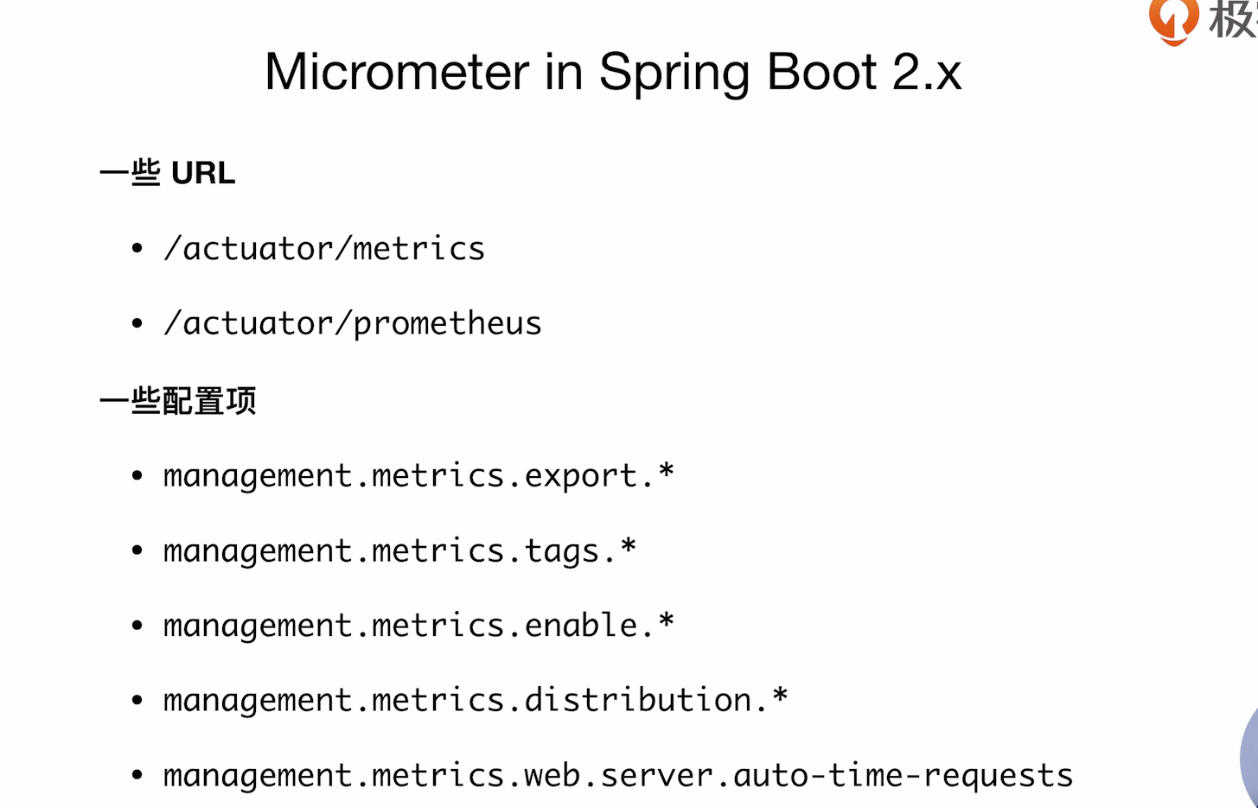 极
Micrometer in Spring Boot 2.x
一些 URL
• /actuator/metrics
• /actuator/prometheus
一些配置项
• management.metrics.export.*
• management.metrics.tags.*
• management.metrics.enable.*
• management.metrics.distribution.*
• management.metrics.web.server.auto-time-requests